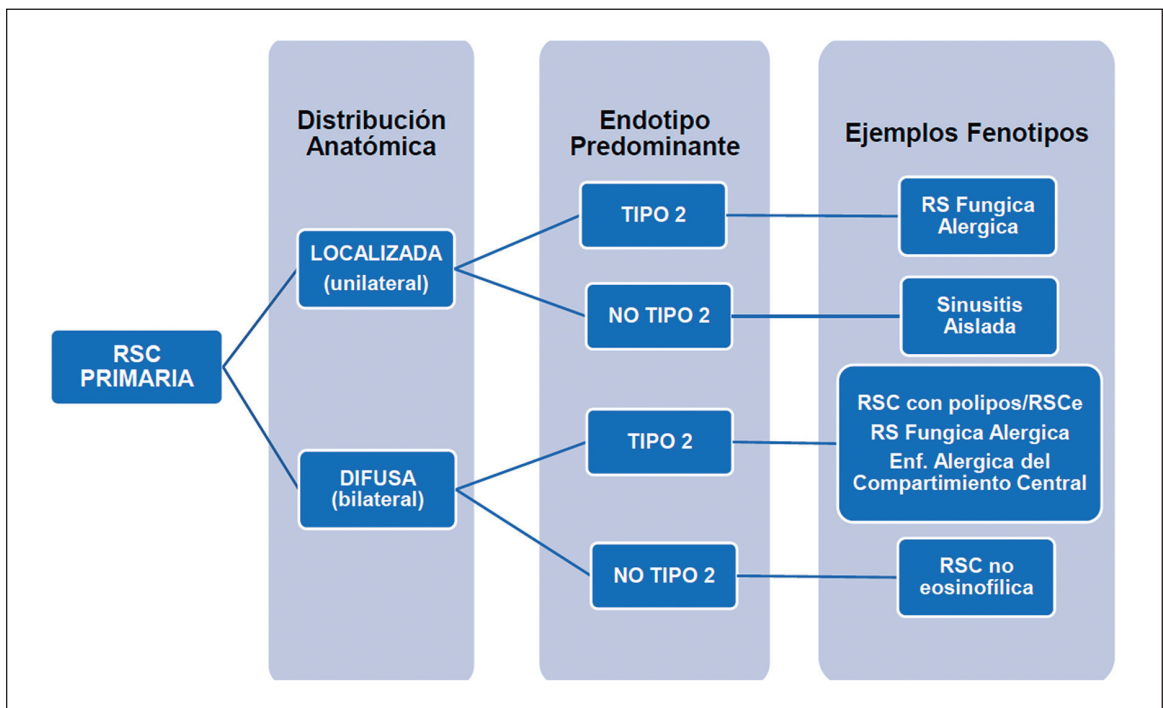 Distribución
Anatómica
Endotipo
Predominante
Ejemplos Fenotipos
RSC
PRIMARIA
LOCALIZADA
(unilateral)
TIPO 2
RS Fungica
Alergica
NO TIPO 2
Sinusitis
Aislada
DIFUSA
(bilateral)
TIPO 2
RSC con polipos/RSCe
RS Fungica Alergica
Enf. Alergica del
Compartimiento Central
NO TIPO 2
RSC no
eosinofílica